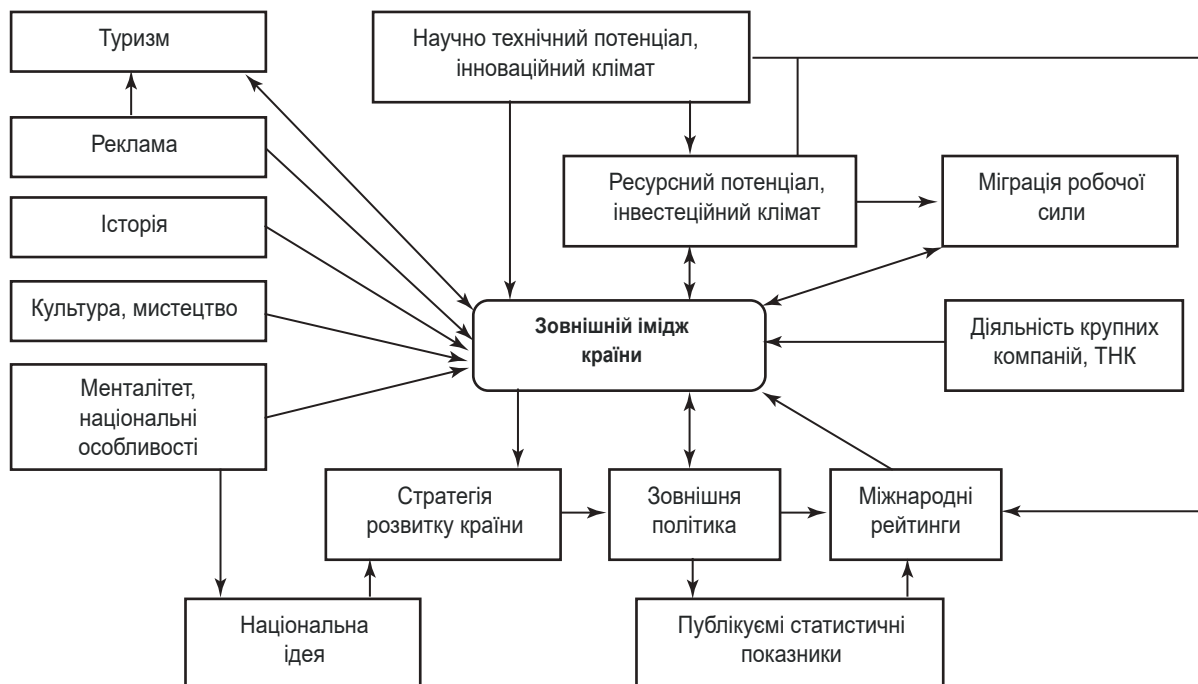 Туризм
Научно технічний потенціал,
інноваційний клімат
Реклама
Ресурсний потенціал,
інвестеційний клімат
Міграція робочої
сили
Історія
Культура, мистецтво
Зовнішній імідж
країни
Діяльність крупних
компаній, ТНК
Менталітет,
національні
особливості
Стратегія
розвитку країни
Зовнішня
політика
Міжнародні
рейтинги
Національна
ідея
Публікуємі статистичні
показники